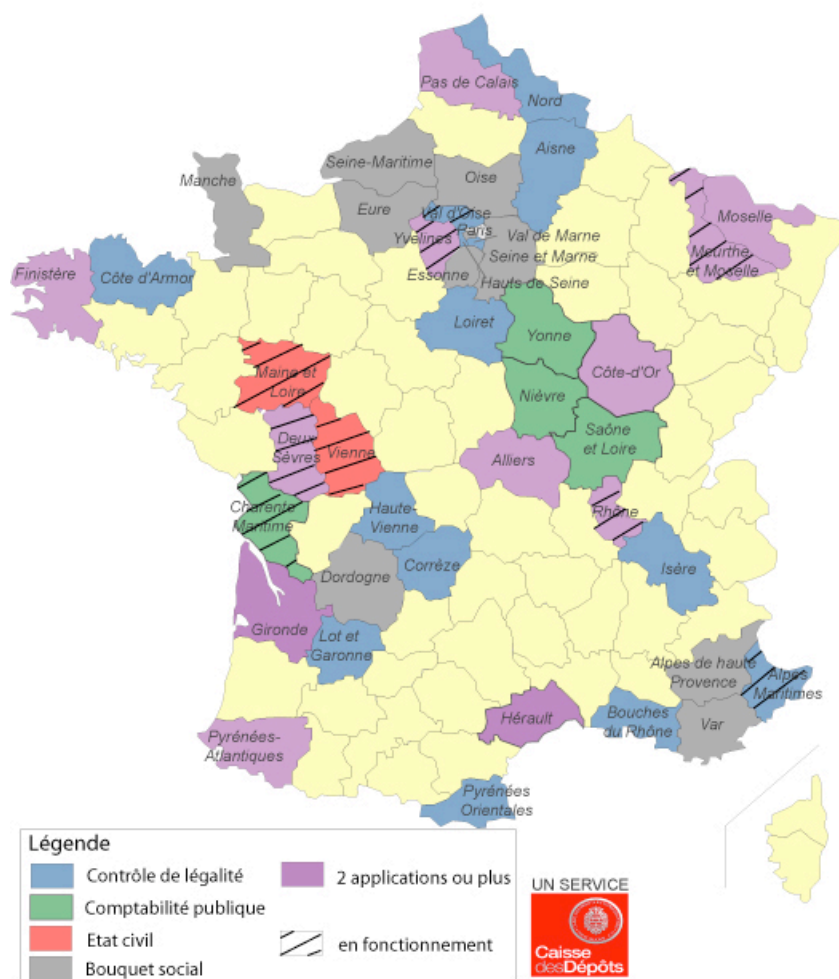 Pas de Calais
Nord
Aisne
Seine-Maritime
Oise
Manche
Eure
Val d'Oise
Paris
Yvelines
Val de Marne
Seine et Marne
Essonne
Hauts de Seine
Moselle
Meurthe
et Moselle
Finistère
Côte d'Armor
Loiret
Yonne
Côte-d'Or
Nièvre
Saône
et Loire
Maine et
Loire
Deux
Sèvres
Vienne
Alliers
Charente
Maritime
Haute-
Vienne
Rhône
Corrèze
Isère
Dordogne
Gironde
Lot et
Garonne
Alpes de haute
Provence
Alpes
Maritimes
Bouches
du Rhône
Var
Hérault
Pyrénées-
Atlantiques
Pyrénées
Orientales
Légende
Contrôle de légalité
Comptabilité publique
Etat civil
Bouquet social
2 applications ou plus
en fonctionnement
UN SERVICE
Caisse
desDépôts